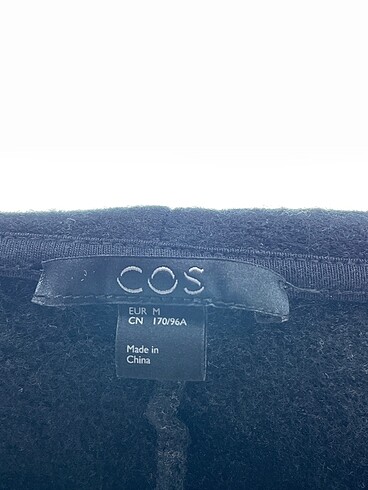 COS
EUR M
CN 170/96A
Made in
China